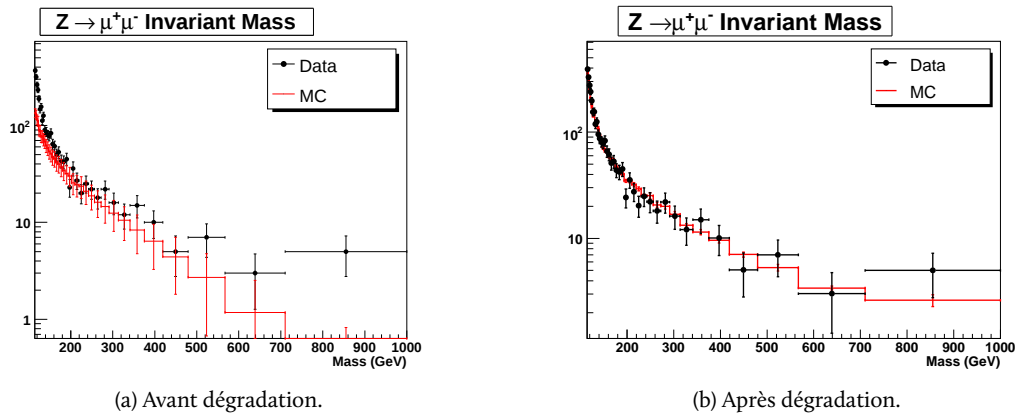 Z → μ⁺μ⁻ Invariant Mass
Data
MC
10²
10
1
200 300 400 500 600 700 800 900 1000
Mass (GeV)
(a) Avant dégradation.
Z →μ⁺μ⁻ Invariant Mass
Data
MC
10²
10
200 300 400 500 600 700 800 900 1000
Mass (GeV)
(b) Après dégradation.